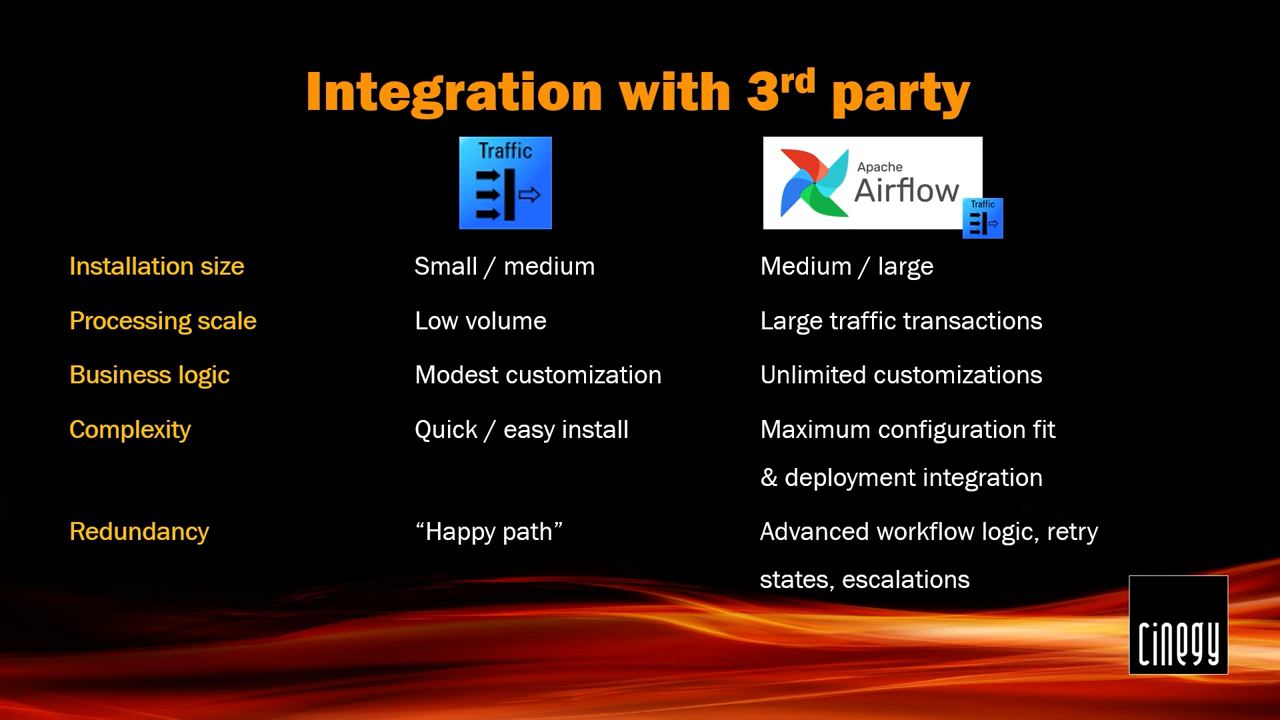 Integration with 3rd party
Traffic
Apache
Airflow
Traffic
Installation size
Small / medium
Medium / large
Processing scale
Low volume
Large traffic transactions
Business logic
Modest customization
Unlimited customizations
Complexity
Quick / easy install
Maximum configuration fit
& deployment integration
Redundancy
“Happy path”
Advanced workflow logic, retry
states, escalations
cinegy